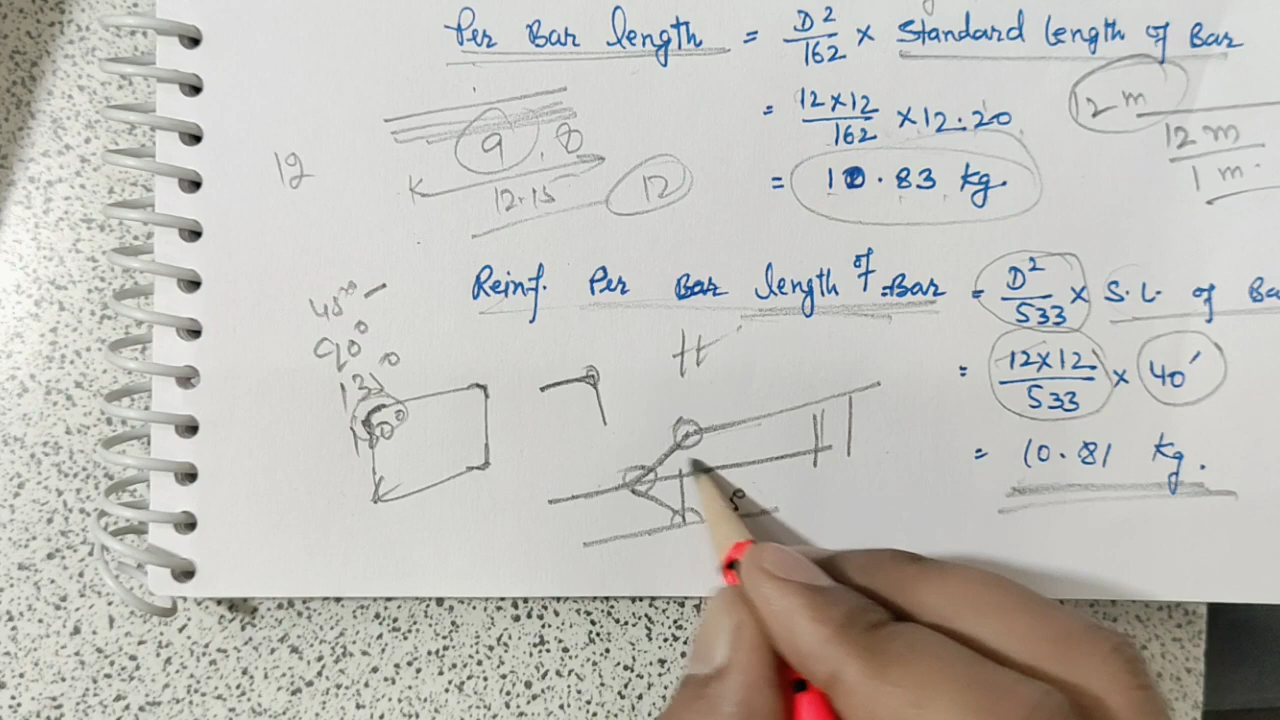 Per Bar length = D²/162 × Standard length of Bar
= 12×12/162 × 12.20
12 m
12 m / 1 m.
9 . 8
12
12.15
12
= 10.83 kg.
Reinf. Per Bar length of Bar = D²/533 × S.L. of Ba
45°
90°
tt
= 12×12/533 × 40'
= 10.81 kg.